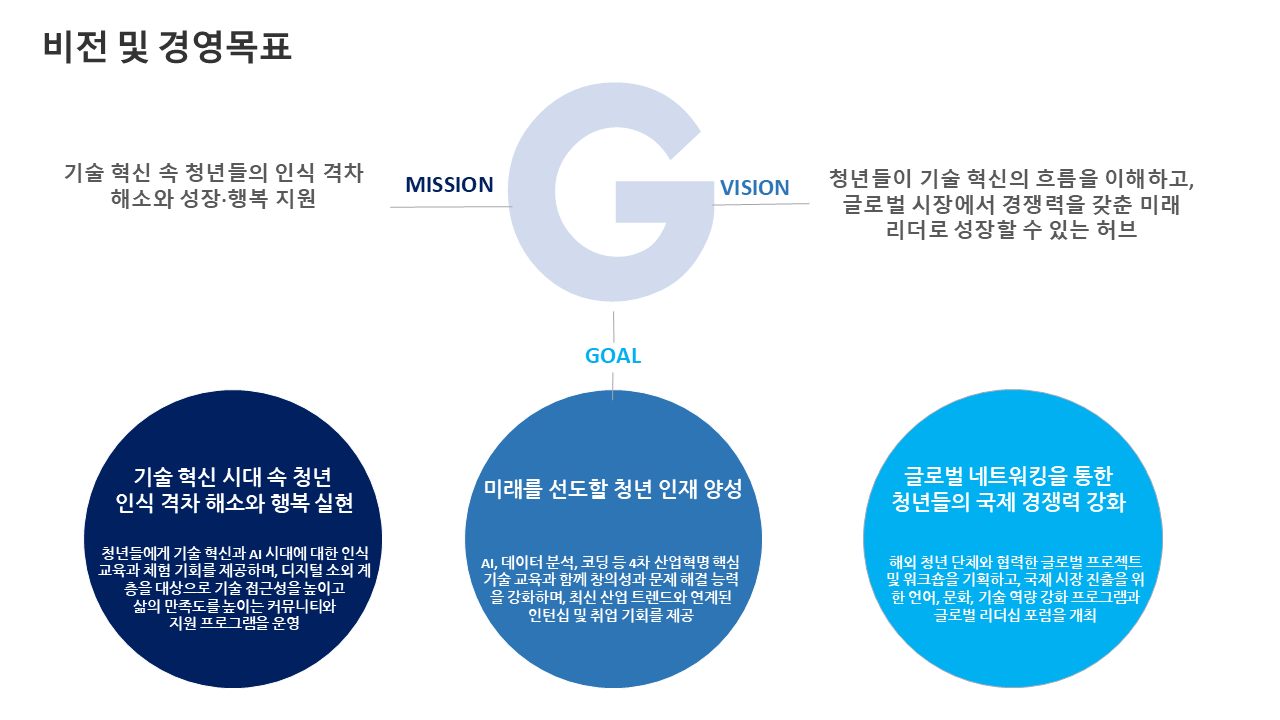 비전 및 경영목표
기술 혁신 속 청년들의 인식 격차
해소와 성장·행복 지원
MISSION
G
VISION
청년들이 기술 혁신의 흐름을 이해하고,
글로벌 시장에서 경쟁력을 갖춘 미래
리더로 성장할 수 있는 허브
GOAL
기술 혁신 시대 속 청년
인식 격차 해소와 행복 실현
청년들에게 기술 혁신과 AI 시대에 대한 인식
교육과 체험 기회를 제공하며, 디지털 소외 계
층을 대상으로 기술 접근성을 높이고
삶의 만족도를 높이는 커뮤니티와
지원 프로그램을 운영
미래를 선도할 청년 인재 양성
AI, 데이터 분석, 코딩 등 4차 산업혁명 핵심
기술 교육과 함께 창의성과 문제 해결 능력
을 강화하며, 최신 산업 트렌드와 연계된
인턴십 및 취업 기회를 제공
글로벌 네트워킹을 통한
청년들의 국제 경쟁력 강화
해외 청년 단체와 협력한 글로벌 프로젝트
및 워크숍을 기획하고, 국제 시장 진출을 위
한 언어, 문화, 기술 역량 강화 프로그램과
글로벌 리더십 포럼을 개최